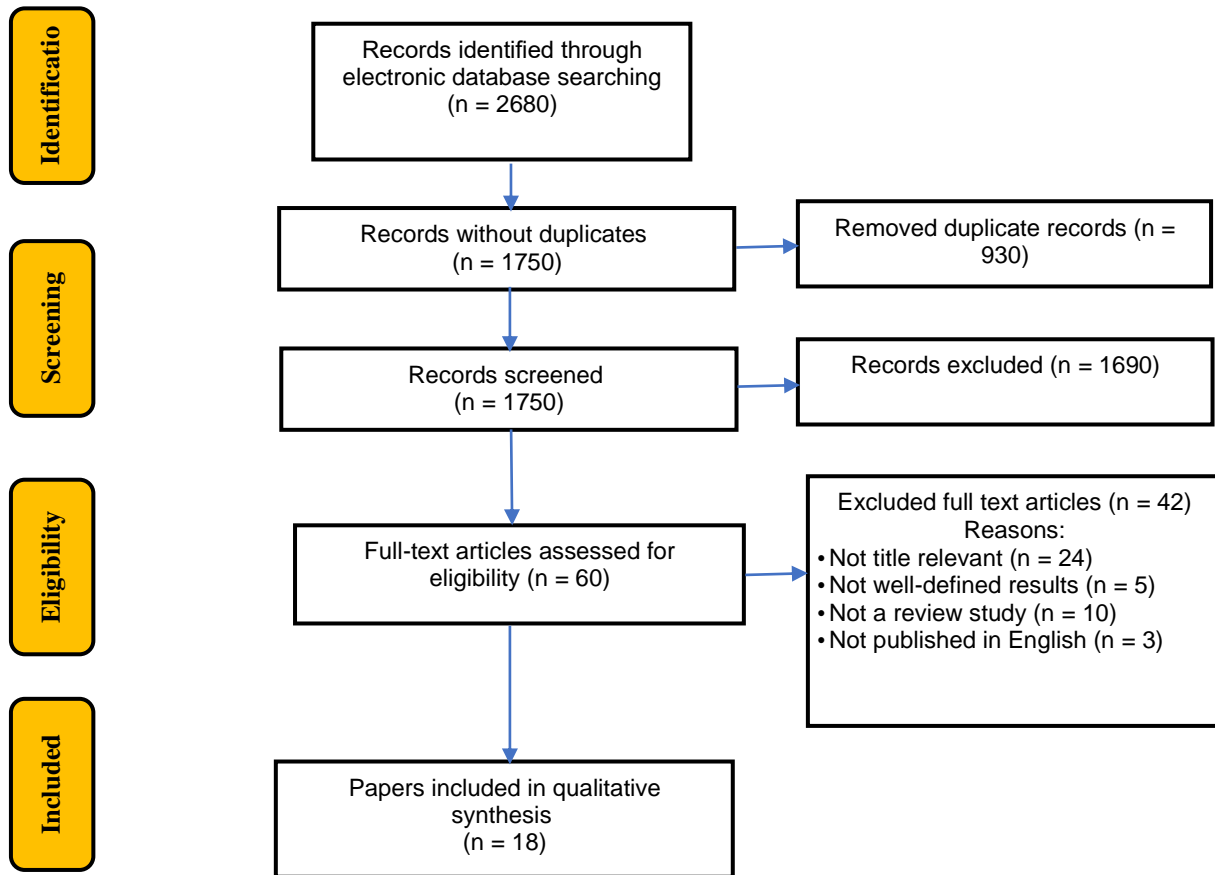 Identificatio
Records identified through
electronic database searching
(n = 2680)
Records without duplicates
(n = 1750)
Removed duplicate records (n =
930)
Screening
Records screened
(n = 1750)
Records excluded (n = 1690)
Eligibility
Full-text articles assessed for
eligibility (n = 60)
Excluded full text articles (n = 42)
Reasons:
• Not title relevant (n = 24)
• Not well-defined results (n = 5)
• Not a review study (n = 10)
• Not published in English (n = 3)
Included
Papers included in qualitative
synthesis
(n = 18)